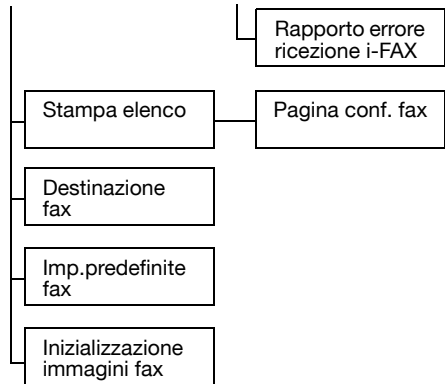 Rapporto errore
ricezione i-FAX
Stampa elenco
Pagina conf. fax
Destinazione
fax
Imp.predefinite
fax
Inizializzazione
immagini fax